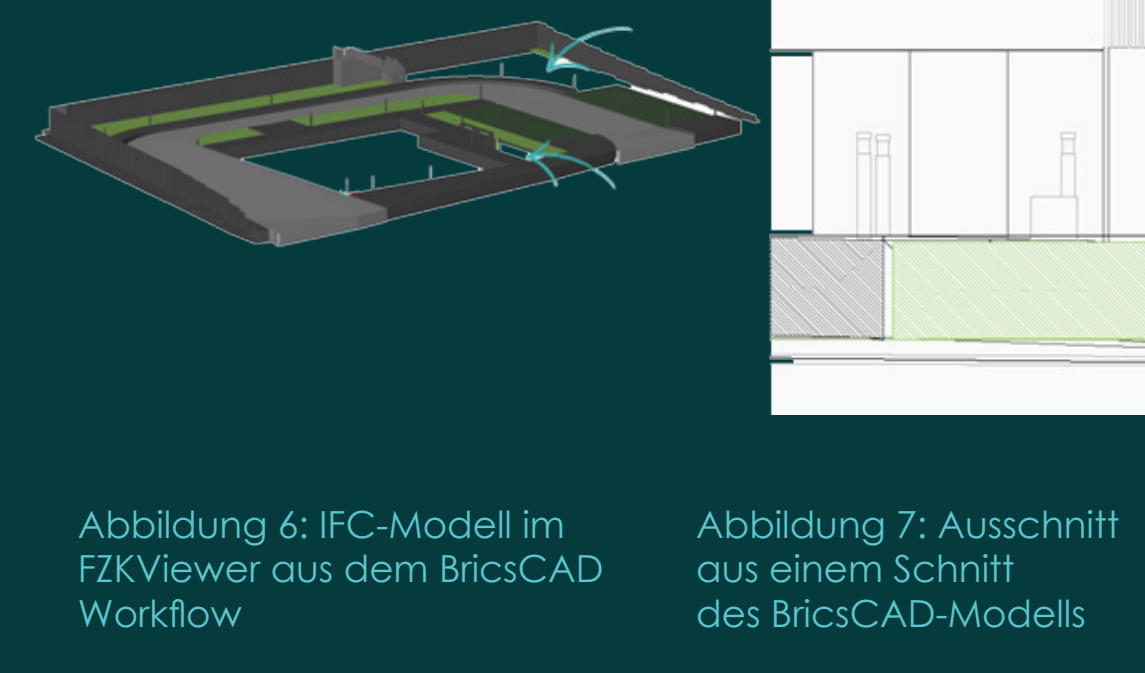 Abbildung 6: IFC-Modell im
FZKViewer aus dem BricsCAD
Workflow
Abbildung 7: Ausschnitt
aus einem Schnitt
des BricsCAD-Modells